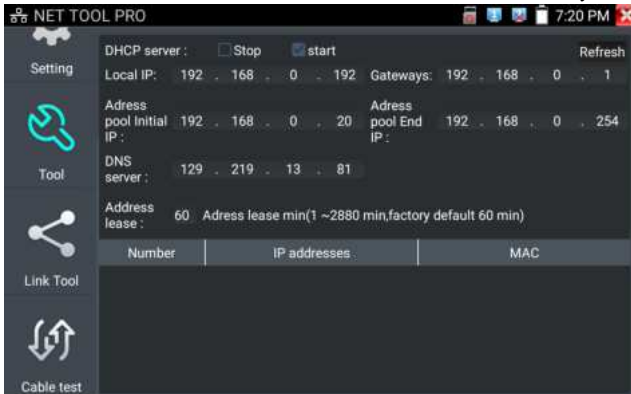 NET TOOL PRO 7:20 PM
Setting
DHCP server : Stop start Refresh
Local IP: 192 . 168 . 0 . 192 Gateways: 192 . 168 . 0 . 1
Adress pool Initial IP : 192 . 168 . 0 . 20 Adress pool End IP : 192 . 168 . 0 . 254
Tool
DNS server : 129 . 219 . 13 . 81
Address lease : 60 Adress lease min(1 ~2880 min,factory default 60 min)
Number IP addresses MAC
Link Tool
Cable test